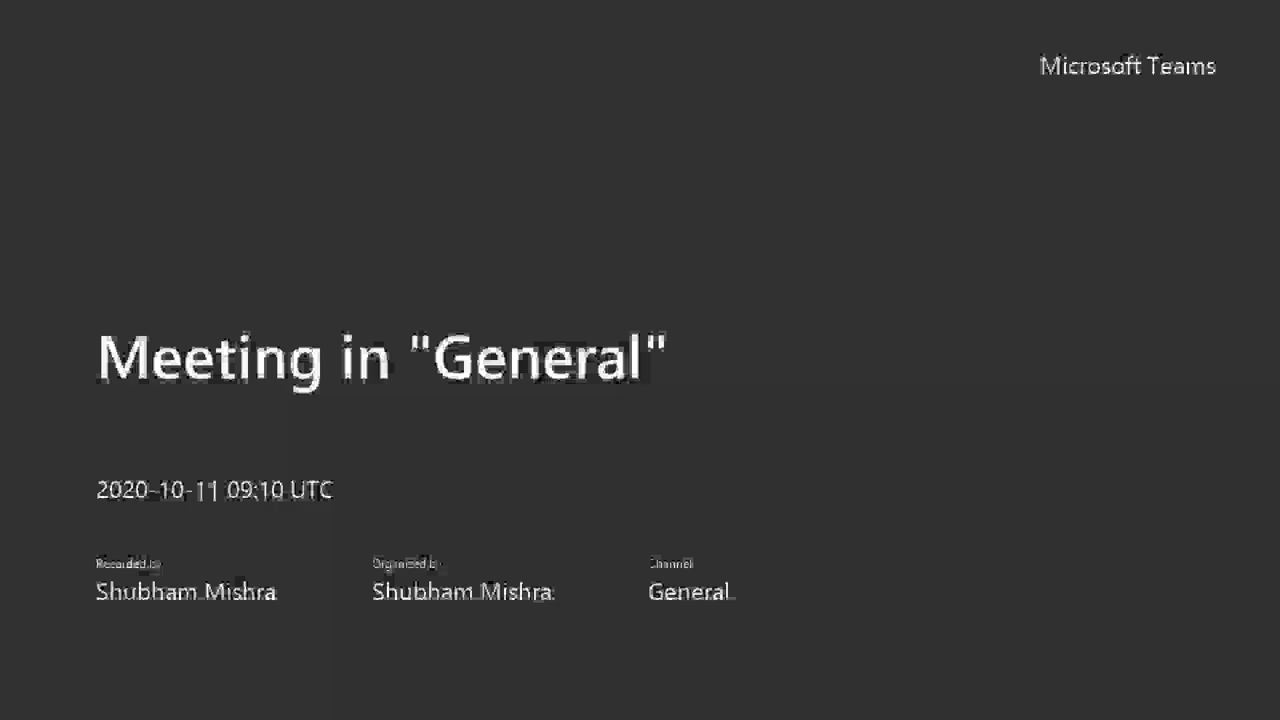 Microsoft Teams
Meeting in "General"
2020-10-11 09:10 UTC
Recorded by Organized by Channel
Shubham Mishra Shubham Mishra General